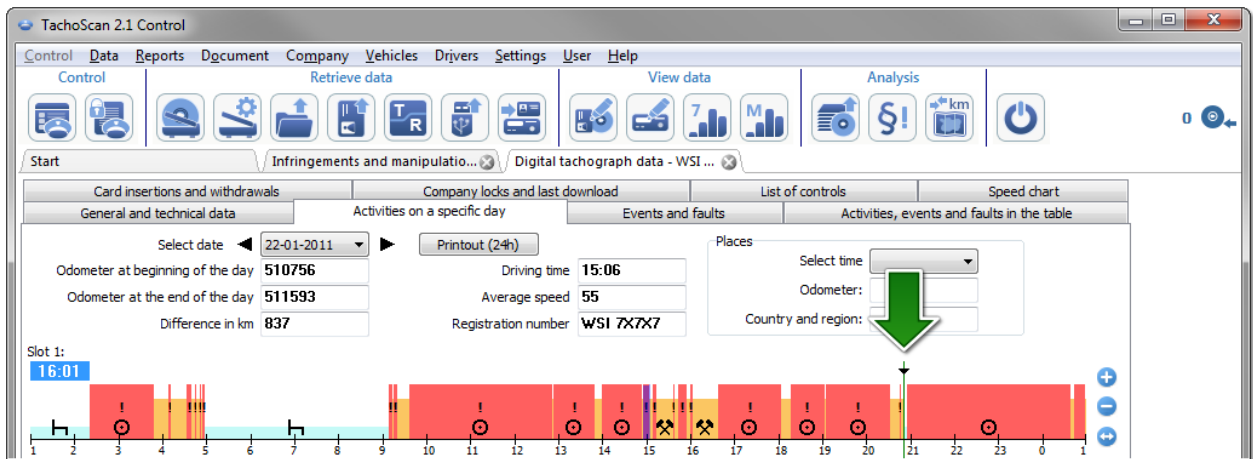 TachoScan 2.1 Control
Control Data Reports Document Company Vehicles Drivers Settings User Help
Control Retrieve data View data Analysis
T R 7 M § ! km 0
Start Infringements and manipulatio... Digital tachograph data - WSI ...
Card insertions and withdrawals Company locks and last download List of controls Speed chart
General and technical data Activities on a specific day Events and faults Activities, events and faults in the table
Select date 22-01-2011 Printout (24h) Places
Select time
Odometer at beginning of the day 510756 Driving time 15:06
Odometer:
Odometer at the end of the day 511593 Average speed 55
Country and region:
Difference in km 837 Registration number WSI 7X7X7
Slot 1:
16:01
! ! !!!! !! ! ! ! ! ! ! ! ! ! ! ! !
1 2 3 4 5 6 7 8 9 10 11 12 13 14 15 16 17 18 19 20 21 22 23 0 1